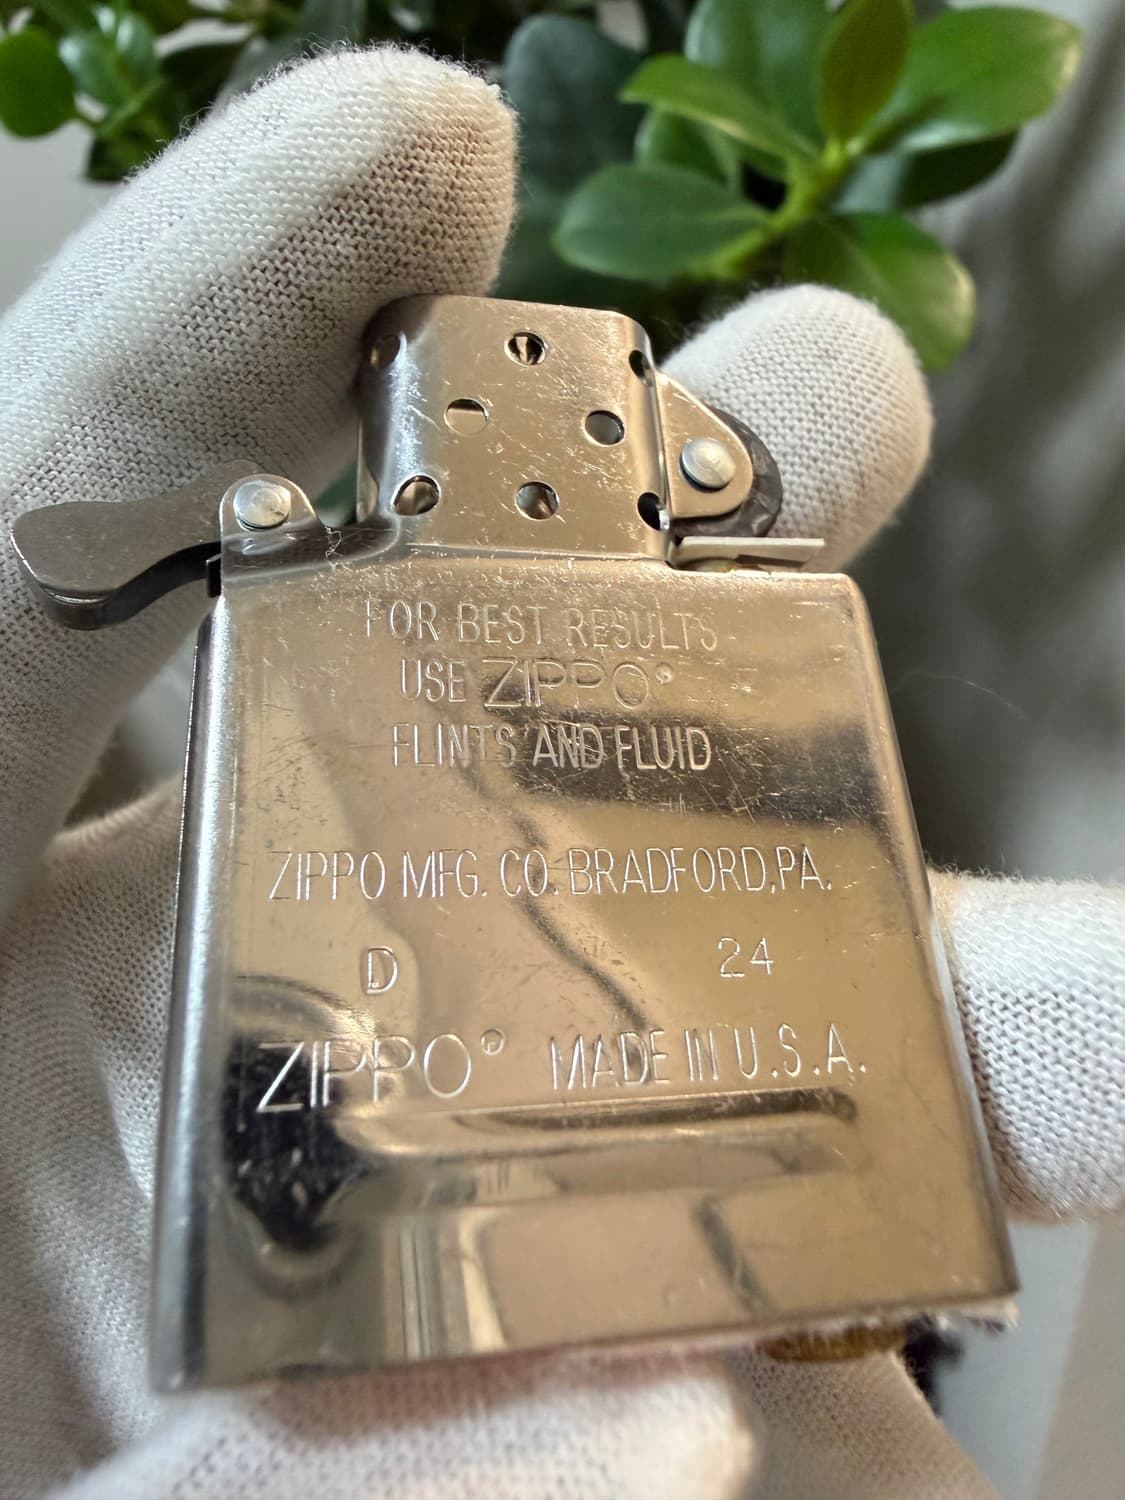 FOR BEST RESULTS
USE ZIPPO®
FLINTS AND FLUID
ZIPPO MFG. CO. BRADFORD, PA.
D 24
ZIPPO® MADE IN U.S.A.